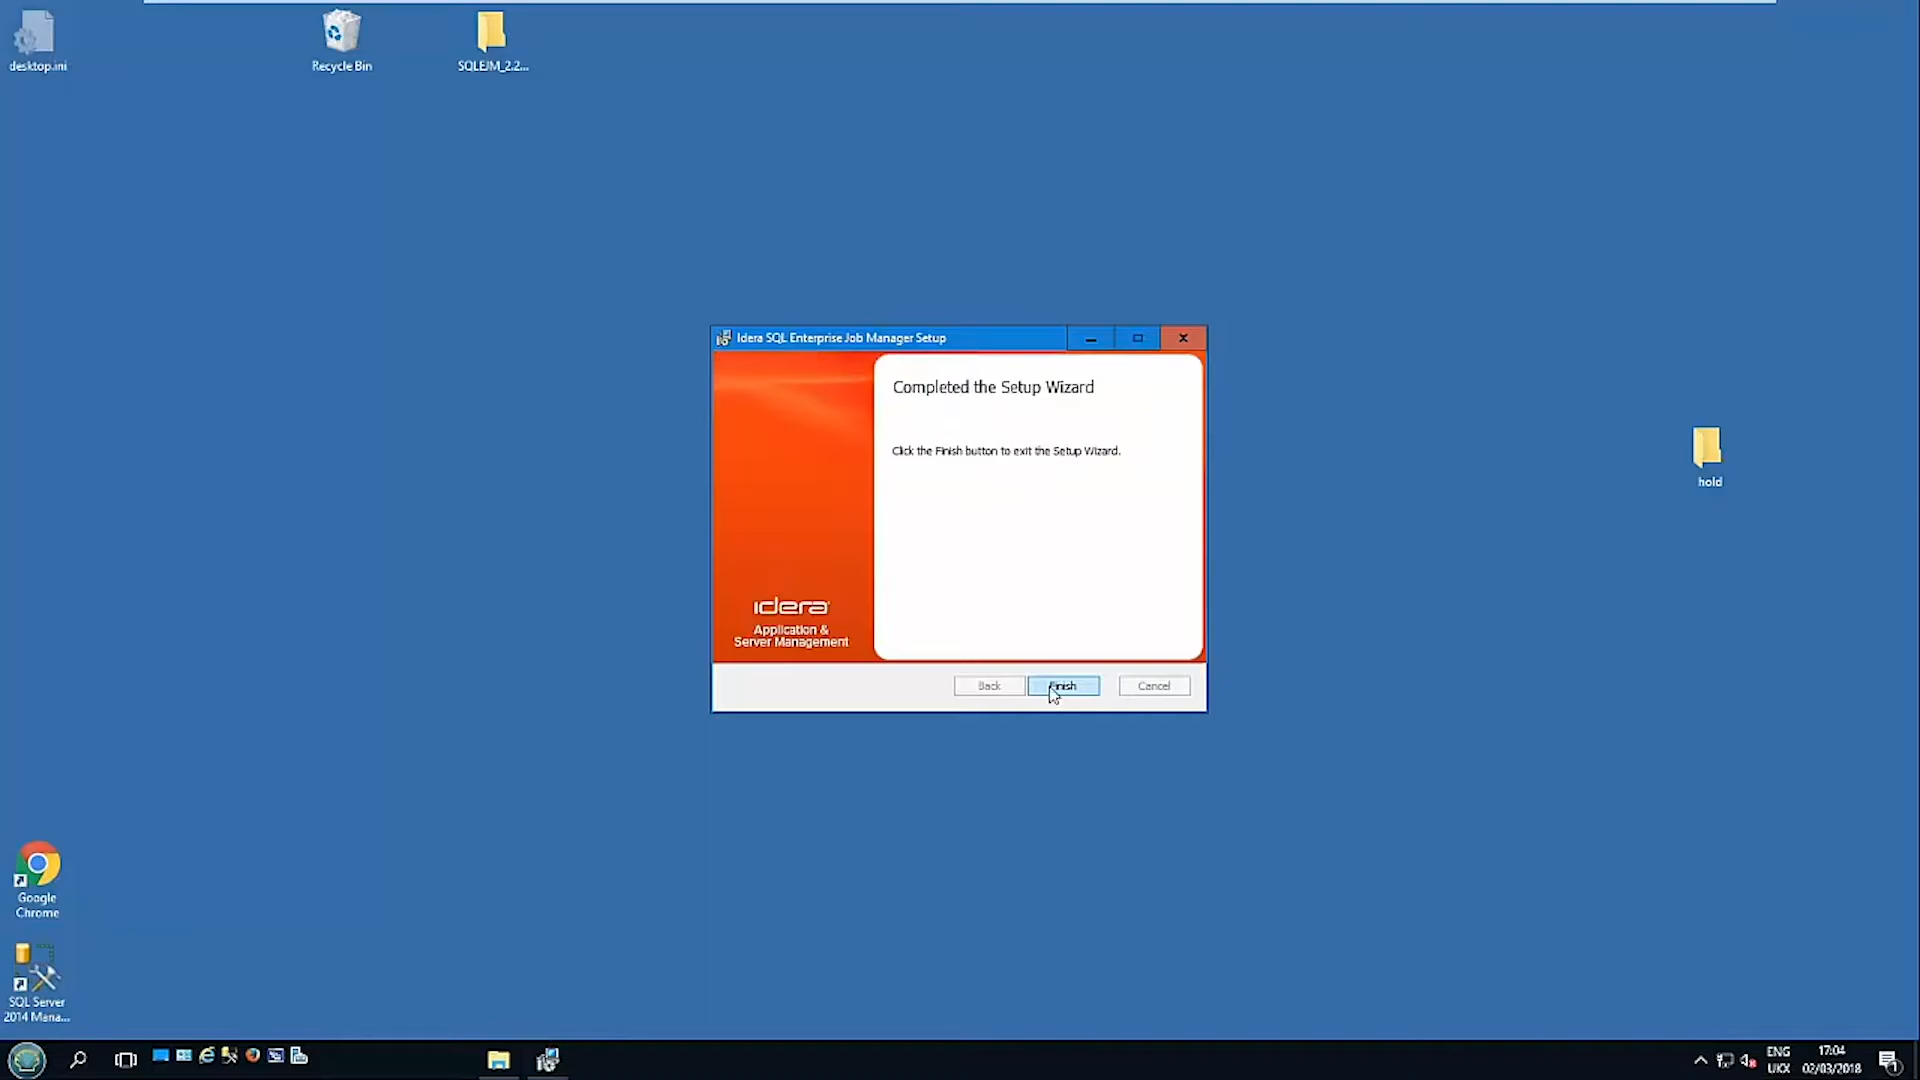 desktop.ini
Recycle Bin
SQLEJM_2.2...
Idera SQL Enterprise Job Manager Setup
Completed the Setup Wizard
Click the Finish button to exit the Setup Wizard.
idera
Application &
Server Management
Back
Finish
Cancel
hold
Google
Chrome
SQL Server
2014 Mana...
ENG
UKX
17:04
02/03/2018
1